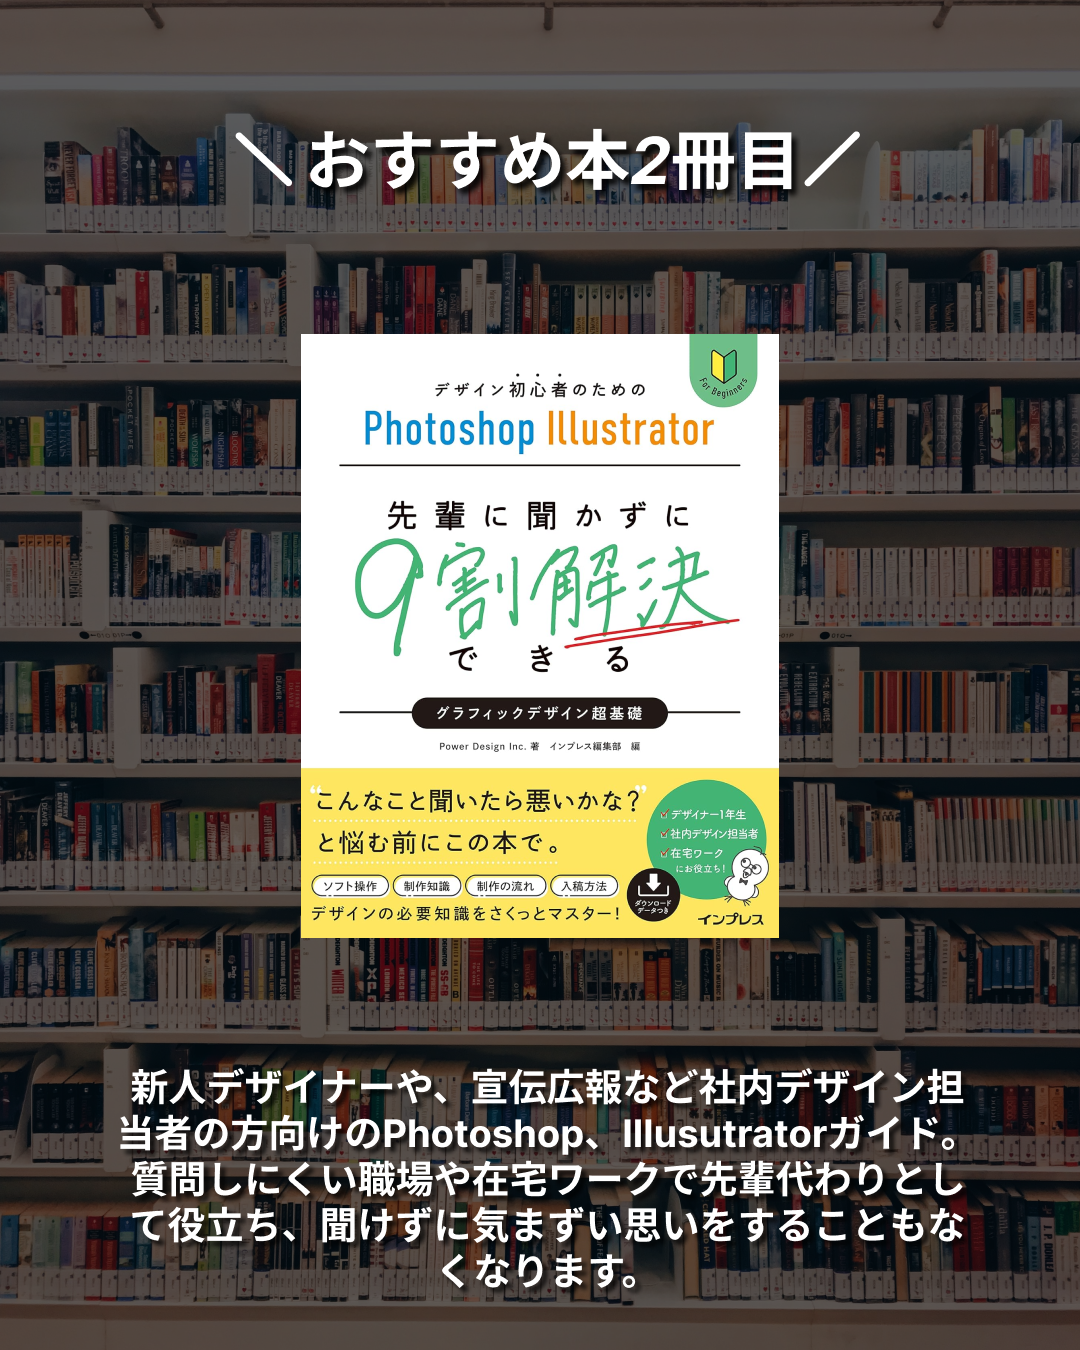 ＼おすすめ本2冊目／
For Beginners
デザイン初心者のための
Photoshop Illustrator
先輩に聞かずに
9割解決
できる
グラフィックデザイン超基礎
Power Design Inc. 著　インプレス編集部　編
“こんなこと聞いたら悪いかな？”
と悩む前にこの本で。
ソフト操作　制作知識　制作の流れ　入稿方法
デザインの必要知識をさくっとマスター！
デザイナー1年生
社内デザイン担当者
在宅ワーク
にお役立ち！
ダウンロード
データつき
インプレス
新人デザイナーや、宣伝広報など社内デザイン担
当者の方向けのPhotoshop、Illusutratorガイド。
質問しにくい職場や在宅ワークで先輩代わりとし
て役立ち、聞けずに気まずい思いをすることもな
くなります。